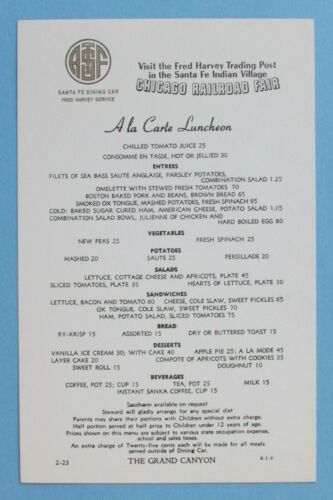 ATSF
SANTA FE DINING CAR
FRED HARVEY SERVICE
Visit the Fred Harvey Trading Post
in the Santa Fe Indian Village
CHICAGO RAILROAD FAIR
A la Carte Luncheon
CHILLED TOMATO JUICE 25
CONSOMME EN TASSE, HOT OR JELLIED 30
ENTREES
FILETS OF SEA BASS SAUTE ANGLAISE, PARSLEY POTATOES,
COMBINATION SALAD 1.25
OMELETTE WITH STEWED FRESH TOMATOES 70
BOSTON BAKED PORK AND BEANS, BROWN BREAD 65
SMOKED OX TONGUE, MASHED POTATOES, FRESH SPINACH 95
COLD: BAKED SUGAR CURED HAM, AMERICAN CHEESE, POTATO SALAD 1.05
COMBINATION SALAD BOWL, JULIENNE OF CHICKEN AND
HARD BOILED EGG 80
VEGETABLES
NEW PEAS 25 FRESH SPINACH 25
POTATOES
MASHED 20 SAUTE 25 PERSILLADE 20
SALADS
LETTUCE, COTTAGE CHEESE AND APRICOTS, PLATE 45
SLICED TOMATOES, PLATE 35 HEARTS OF LETTUCE, PLATE 30
SANDWICHES
LETTUCE, BACON AND TOMATO 60 CHEESE, COLE SLAW, SWEET PICKLES 65
OX TONGUE, COLE SLAW, SWEET PICKLES 70
HAM, POTATO SALAD, SLICED TOMATOES 75
BREAD
RY-KRISP 15 ASSORTED 15 DRY OR BUTTERED TOAST 15
DESSERTS
VANILLA ICE CREAM 30; WITH CAKE 40 APPLE PIE 25; A LA MODE 45
LAYER CAKE 20 COMPOTE OF APRICOTS WITH COOKIES 35
SWEET ROLL 15 DOUGHNUT 10
BEVERAGES
COFFEE, POT 25; CUP 15 TEA, POT 25 MILK 15
INSTANT SANKA COFFEE, CUP 15
Saccharin available on request
Steward will gladly arrange for any special diet
Parents may share their portions with Children without extra charge.
Half portion served at half price to Children under 12 years of age.
Prices shown on this menu are subject to various state occupation expense,
school and sales taxes.
An extra charge of Twenty-five cents each will be made for all meals
served outside of Dining Car.
2-23 THE GRAND CANYON 8-1-9